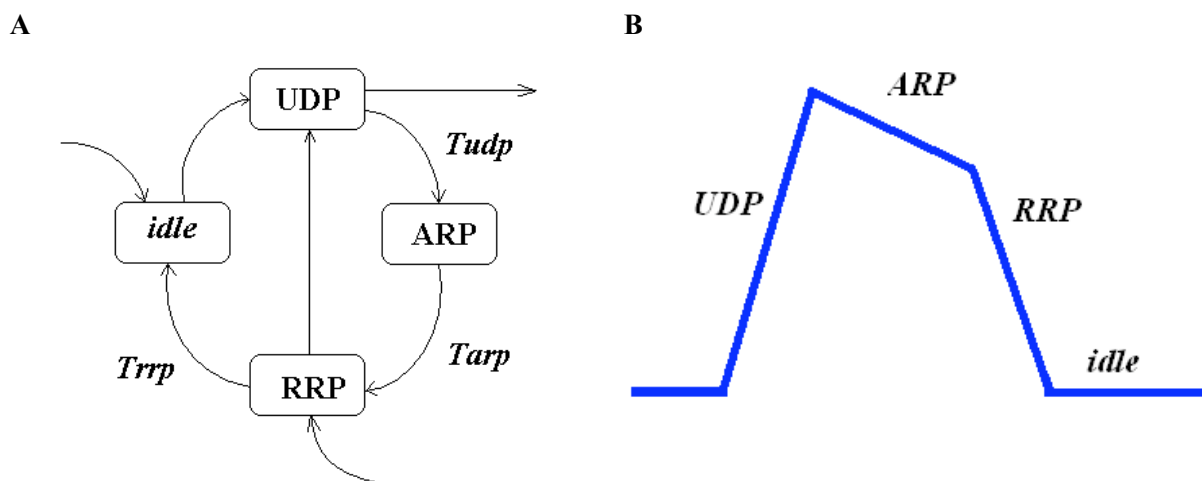 A
UDP
Tudp
idle
ARP
Trrp
Tarp
RRP
B
ARP
UDP
RRP
idle